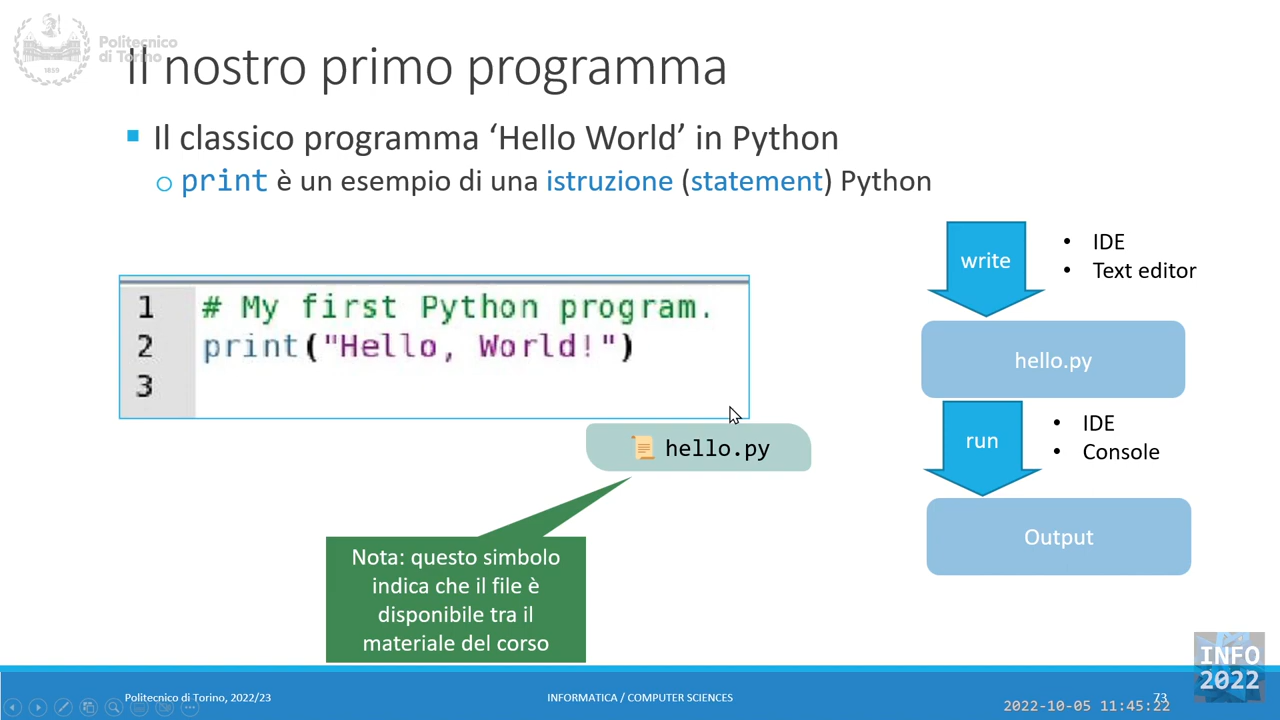 Politecnico
di Torino
1859
Il nostro primo programma
Il classico programma ‘Hello World’ in Python
print è un esempio di una istruzione (statement) Python
1 # My first Python program.
2 print("Hello, World!")
3
hello.py
Nota: questo simbolo
indica che il file è
disponibile tra il
materiale del corso
write
• IDE
• Text editor
hello.py
run
• IDE
• Console
Output
Politecnico di Torino, 2022/23
INFORMATICA / COMPUTER SCIENCES
73
INFO
2022
2022-10-05 11:45:22